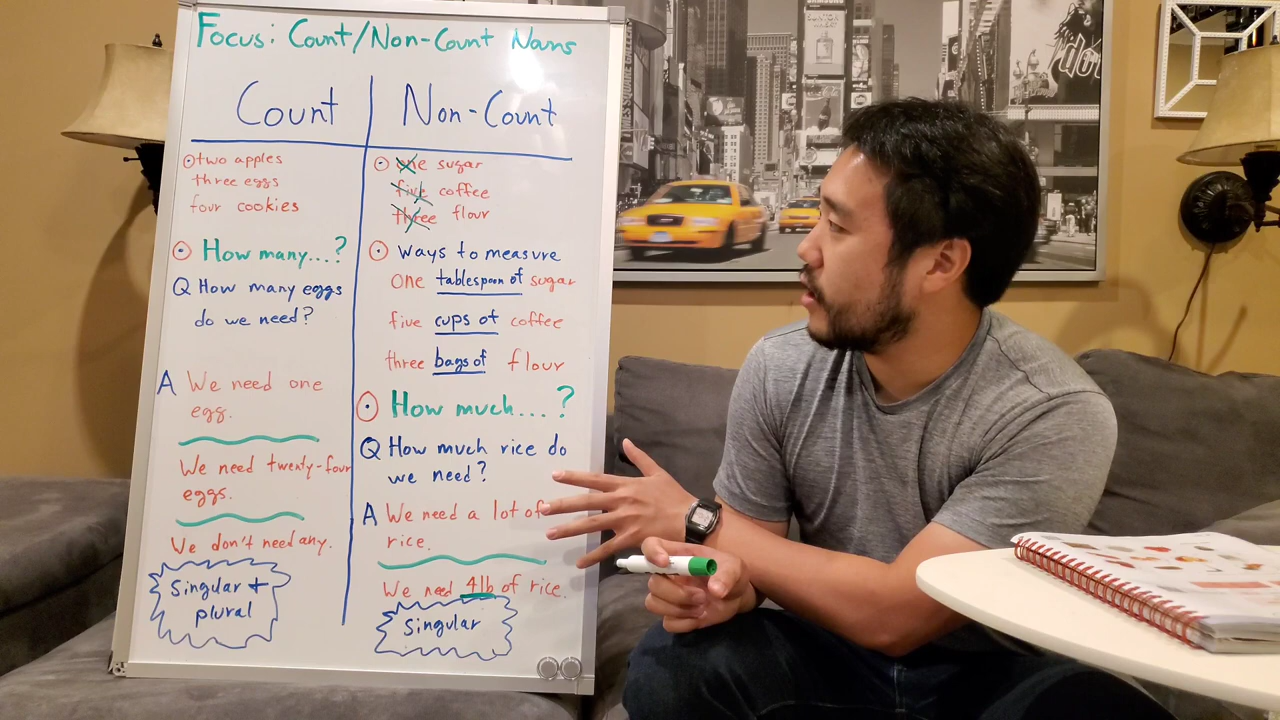 Focus: Count/Non-Count Nouns
Count
two apples
three eggs
four cookies
How many...?
Q How many eggs
do we need?
A We need one
egg.
We need twenty-four
eggs.
We don't need any.
Singular +
plural
Non-Count
one sugar
five coffee
three flour
Ways to measure
one tablespoon of sugar
five cups of coffee
three bags of flour
How much....?
Q How much rice do
we need?
A We need a lot of
rice.
We need 4lb of rice.
Singular
SAMSUNG
Coca-Cola